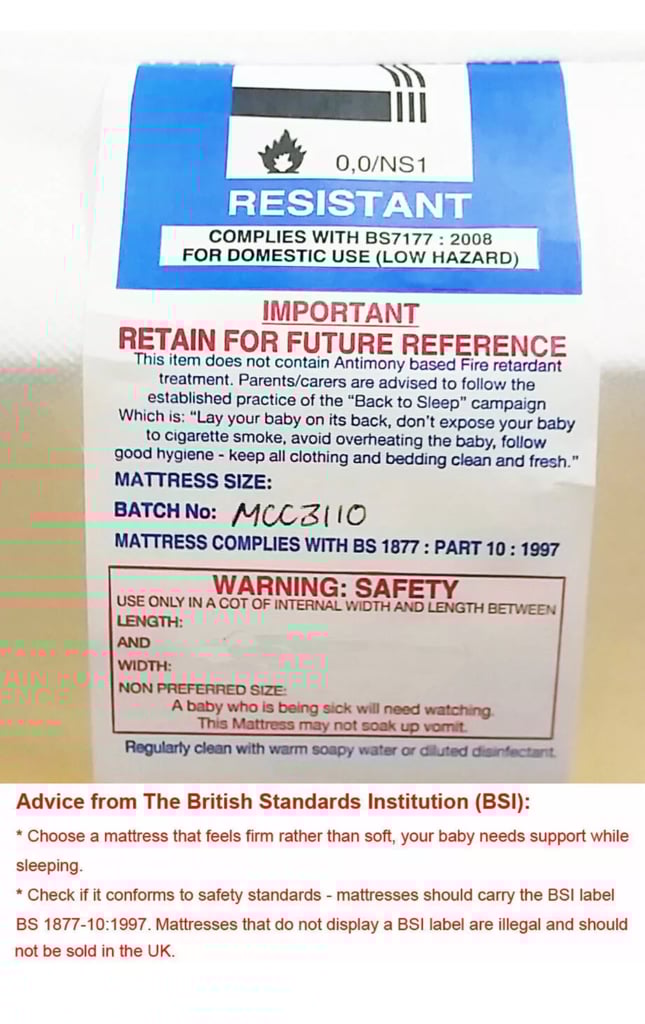 0,0/NS1
RESISTANT
COMPLIES WITH BS7177 : 2008
FOR DOMESTIC USE (LOW HAZARD)
IMPORTANT
RETAIN FOR FUTURE REFERENCE
This item does not contain Antimony based Fire retardant
treatment. Parents/carers are advised to follow the
established practice of the “Back to Sleep” campaign
Which is: “Lay your baby on its back, don’t expose your baby
to cigarette smoke, avoid overheating the baby, follow
good hygiene - keep all clothing and bedding clean and fresh.”
MATTRESS SIZE:
BATCH No: MCC3110
MATTRESS COMPLIES WITH BS 1877 : PART 10 : 1997
WARNING: SAFETY
USE ONLY IN A COT OF INTERNAL WIDTH AND LENGTH BETWEEN
LENGTH:
AND
WIDTH:
NON PREFERRED SIZE:
A baby who is being sick will need watching.
This Mattress may not soak up vomit.
Regularly clean with warm soapy water or diluted disinfectant.
Advice from The British Standards Institution (BSI):
* Choose a mattress that feels firm rather than soft, your baby needs support while
sleeping.
* Check if it conforms to safety standards - mattresses should carry the BSI label
BS 1877-10:1997. Mattresses that do not display a BSI label are illegal and should
not be sold in the UK.